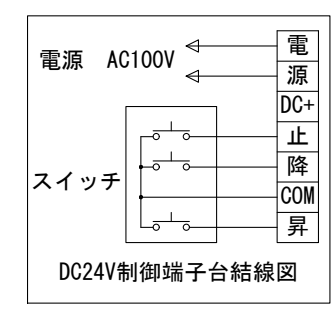 電源 AC100V
電
源
DC+
止
降
COM
昇
スイッチ
DC24V制御端子台結線図